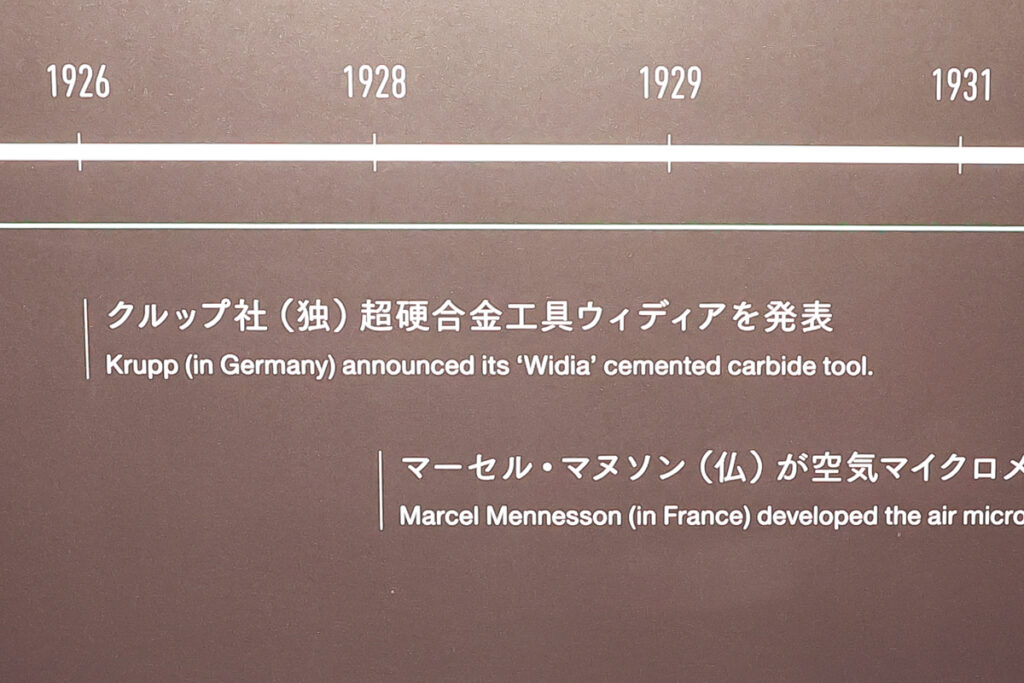 1926 1928 1929 1931
クルップ社（独）超硬合金工具ウィディアを発表
Krupp (in Germany) announced its ‘Widia’ cemented carbide tool.
マーセル・マヌソン（仏）が空気マイクロメ
Marcel Mennesson (in France) developed the air micro